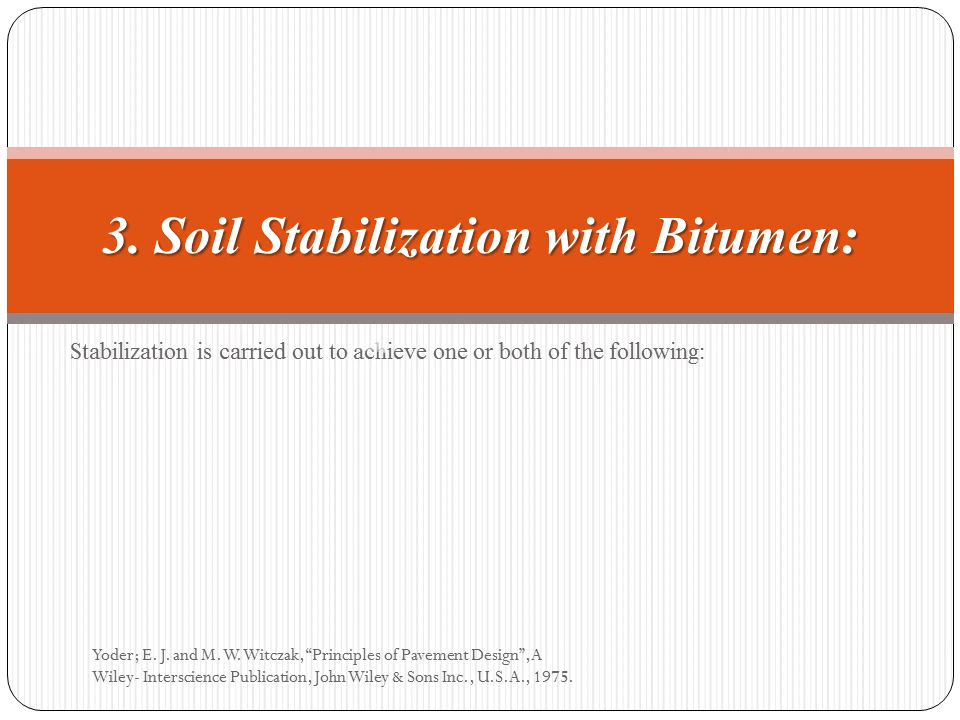 3. Soil Stabilization with Bitumen:
Stabilization is carried out to achieve one or both of the following:
Yoder; E. J. and M. W. Witczak, “Principles of Pavement Design”, A
Wiley- Interscience Publication, John Wiley & Sons Inc., U.S.A., 1975.